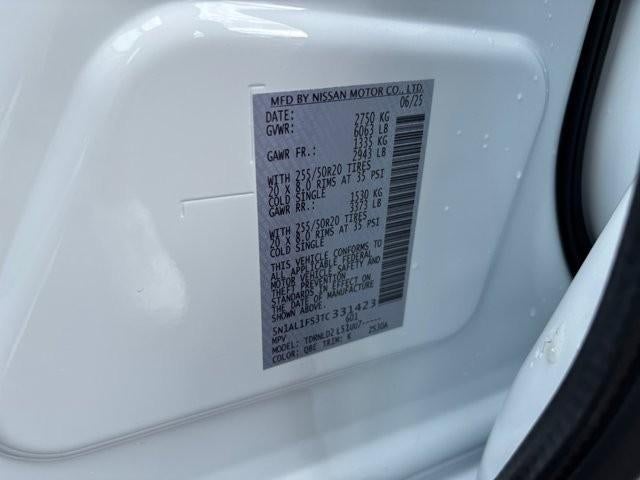 MFD BY NISSAN MOTOR CO., LTD.
DATE: 06/25
GVWR: 2750 KG
6063 LB
GAWR FR.: 1335 KG
2943 LB
WITH 255/50R20 TIRES
20 X 8.0 RIMS AT 35 PSI
COLD SINGLE
GAWR RR.: 1530 KG
3373 LB
WITH 255/50R20 TIRES
20 X 8.0 RIMS AT 35 PSI
COLD SINGLE
THIS VEHICLE CONFORMS TO
ALL APPLICABLE FEDERAL
MOTOR VEHICLE SAFETY AND
THEFT PREVENTION
STANDARDS IN EFFECT ON
THE DATE OF MANUFACTURE
SHOWN ABOVE.
5N1AL1FS3TC331423
MPV 601
MODEL: TDRNLD2 L51UU7-----
COLOR: QBE TRIM: K 2S30A